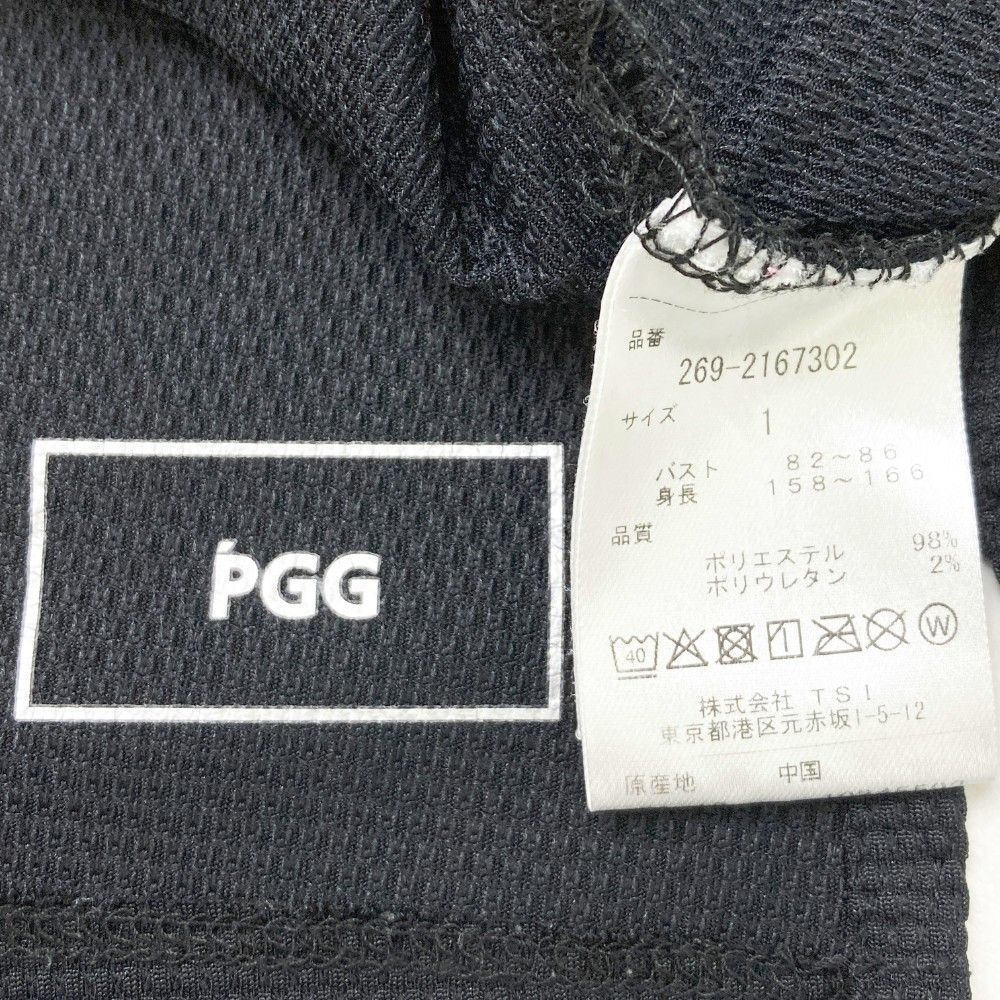 PGG
品番
269-2167302
サイズ 1
バスト 82～86
身長 158～166
品質
ポリエステル 98%
ポリウレタン 2%
40 W
株式会社 TSI
東京都港区元赤坂1-5-12
原産地 中国